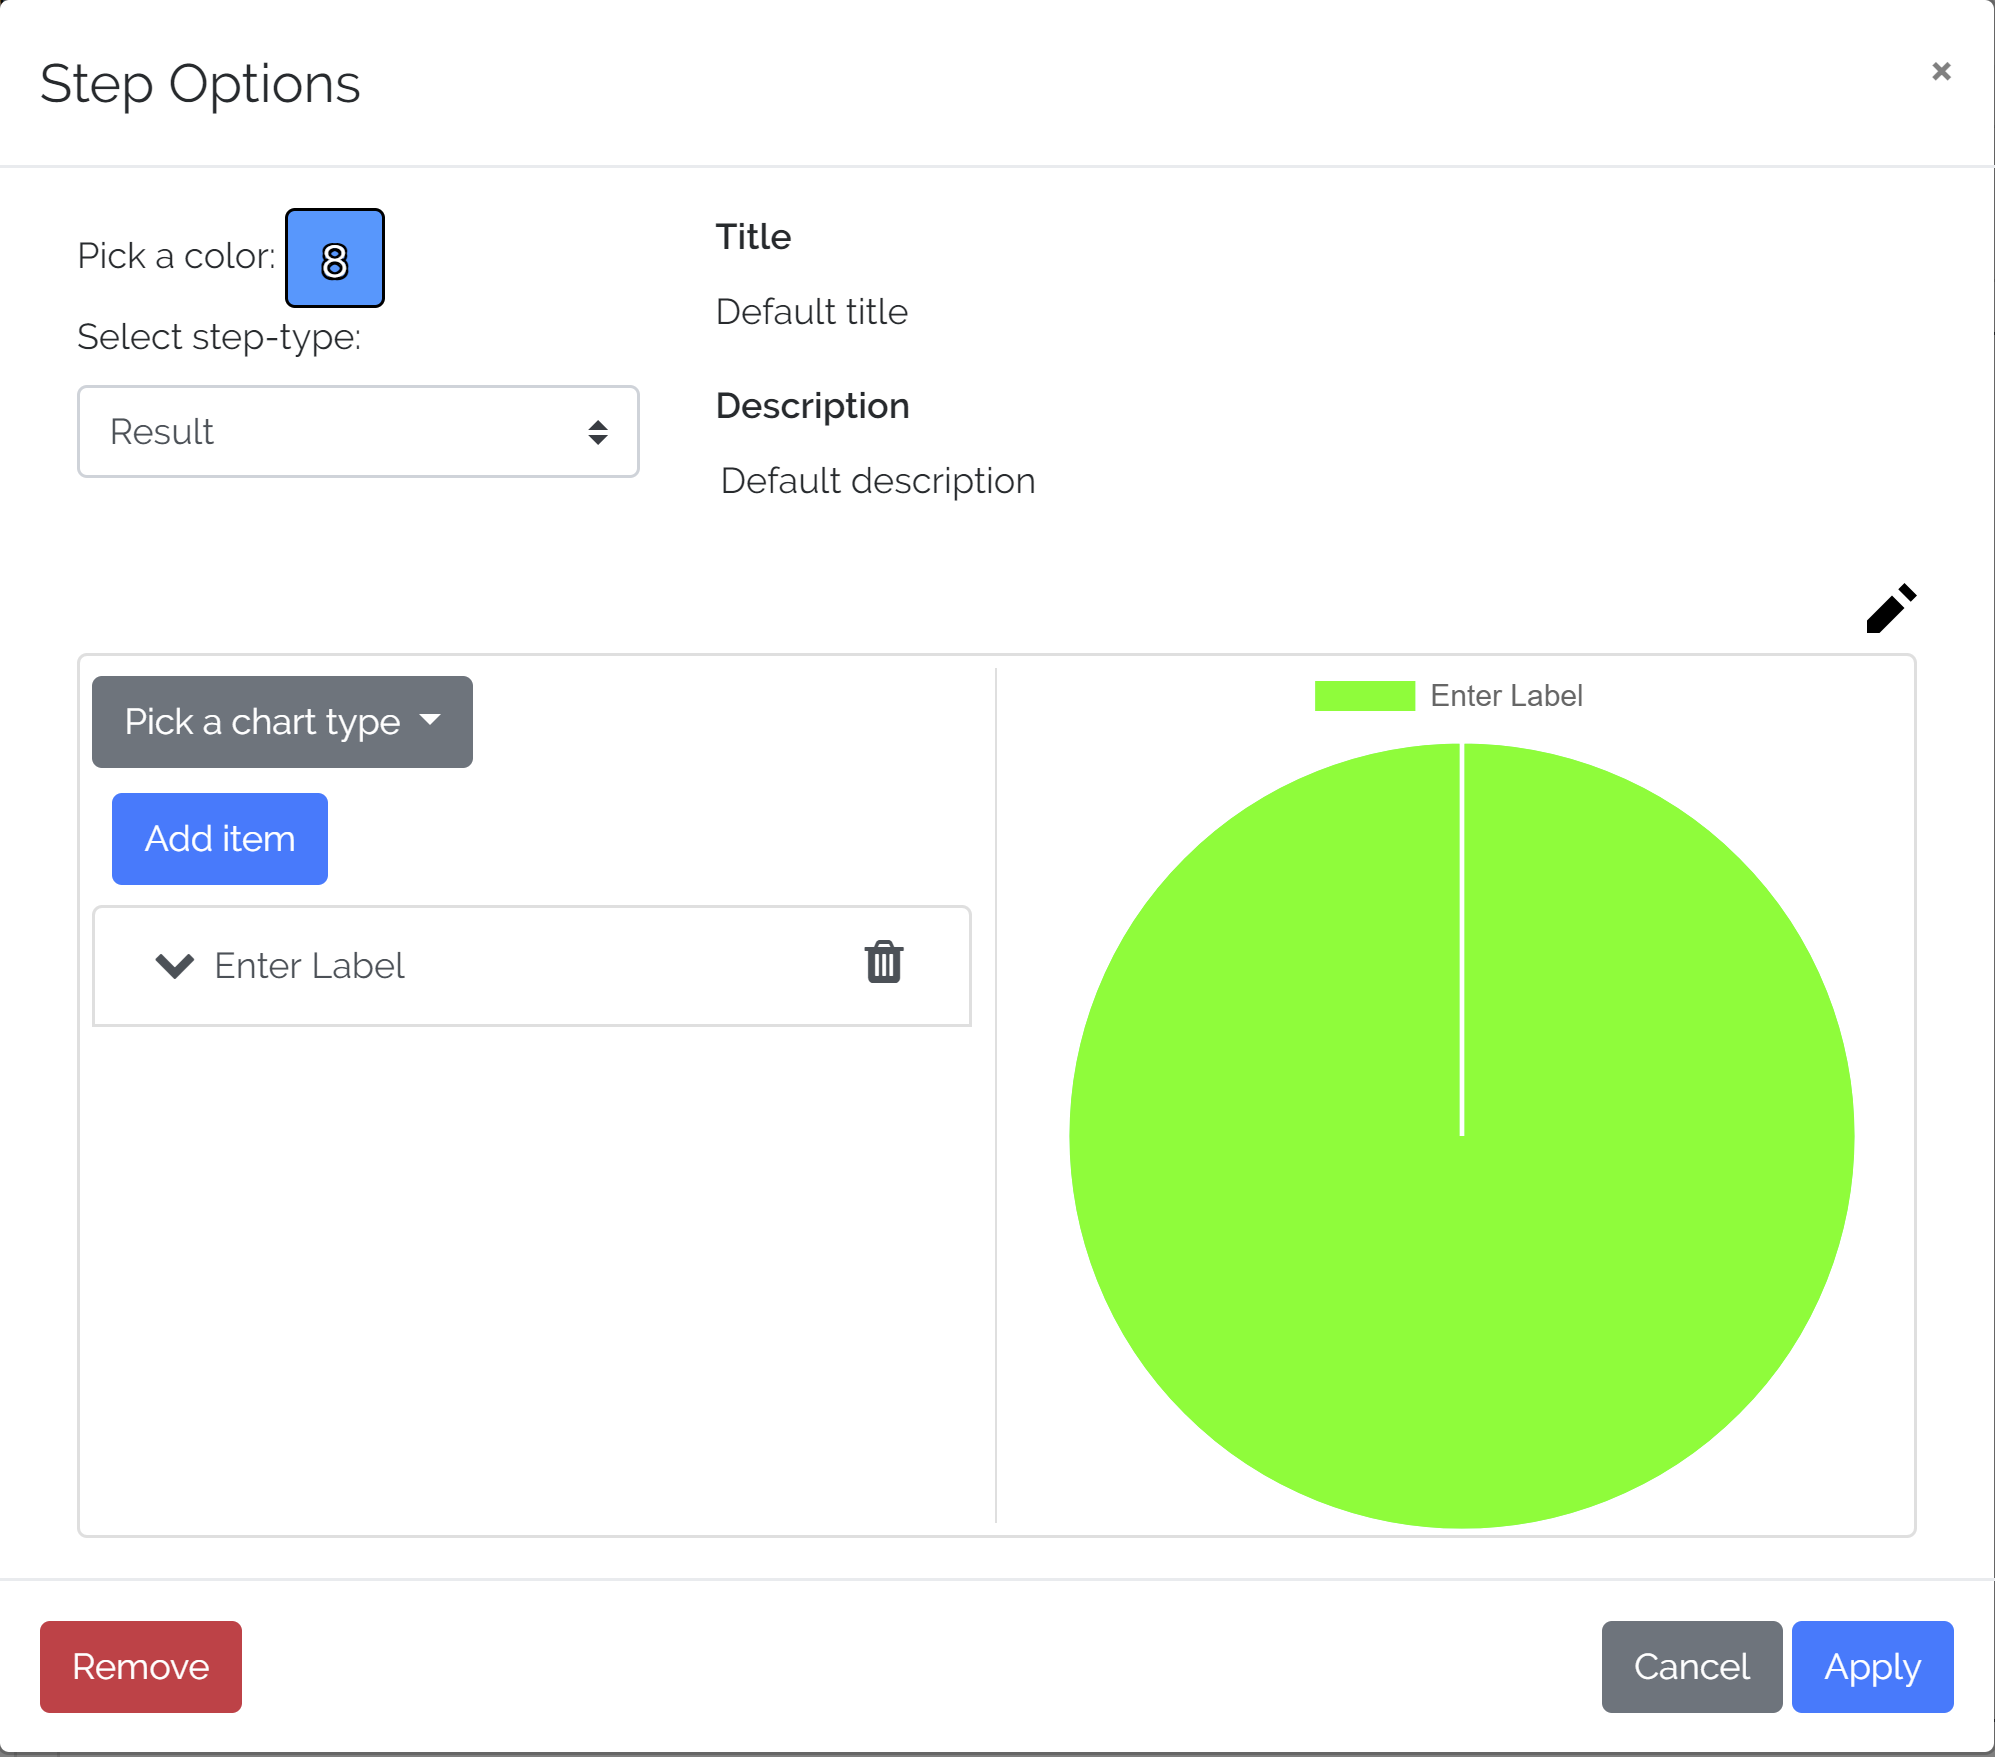 Step Options
×
Pick a color: 8
Select step-type:
Result
Title
Default title
Description
Default description
Pick a chart type
Add item
Enter Label
Enter Label
Remove
Cancel
Apply